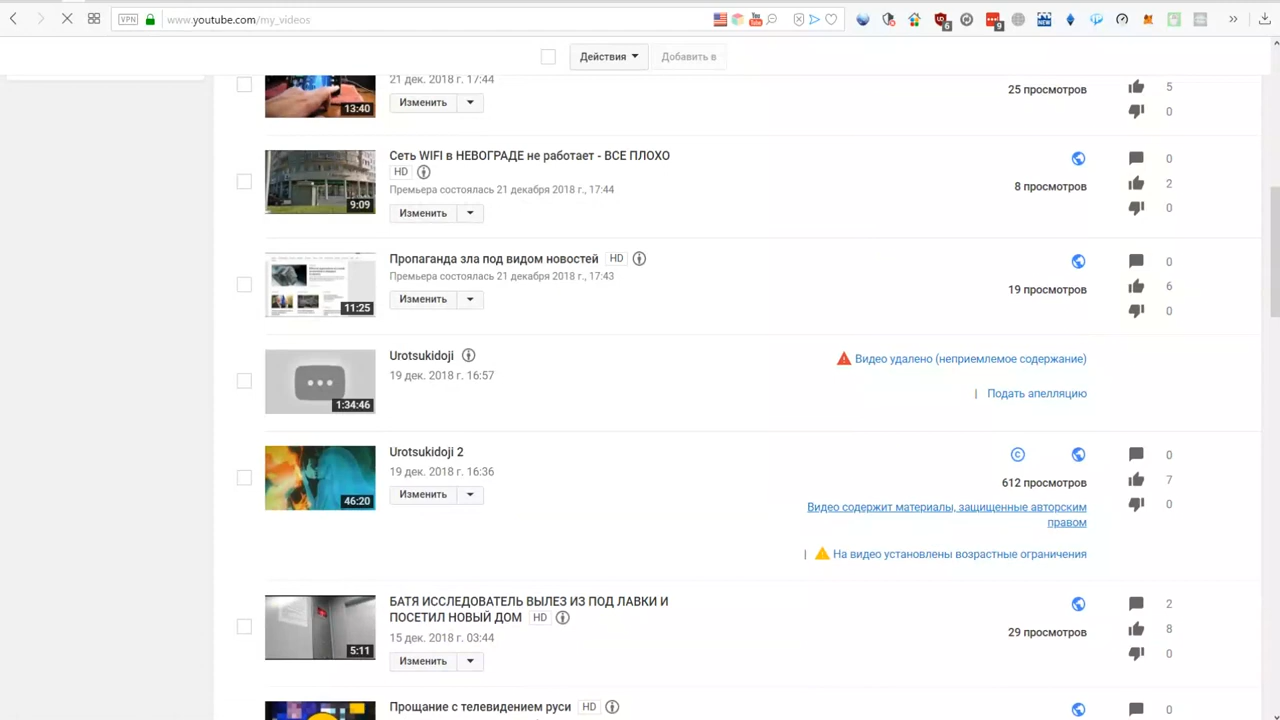 VPN
www.youtube.com/my_videos
6
9
NEW
Действия
Добавить в
21 дек. 2018 г. 17:44
13:40
Изменить
25 просмотров
5
0
Сеть WIFI в НЕВОГРАДЕ не работает - ВСЕ ПЛОХО
HD
Премьера состоялась 21 декабря 2018 г., 17:44
9:09
Изменить
8 просмотров
0
2
0
Пропаганда зла под видом новостей HD
Премьера состоялась 21 декабря 2018 г., 17:43
11:25
Изменить
19 просмотров
0
6
0
Urotsukidoji
19 дек. 2018 г. 16:57
1:34:46
Видео удалено (неприемлемое содержание)
| Подать апелляцию
Urotsukidoji 2
19 дек. 2018 г. 16:36
46:20
Изменить
612 просмотров
Видео содержит материалы, защищенные авторским
правом
| На видео установлены возрастные ограничения
0
7
0
БАТЯ ИССЛЕДОВАТЕЛЬ ВЫЛЕЗ ИЗ ПОД ЛАВКИ И
ПОСЕТИЛ НОВЫЙ ДОМ HD
15 дек. 2018 г. 03:44
5:11
Изменить
29 просмотров
2
8
0
Прощание с телевидением руси HD
0